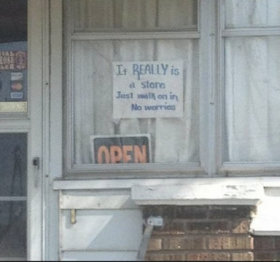 It REALLY is
a store
Just walk on in
No worries
OPEN